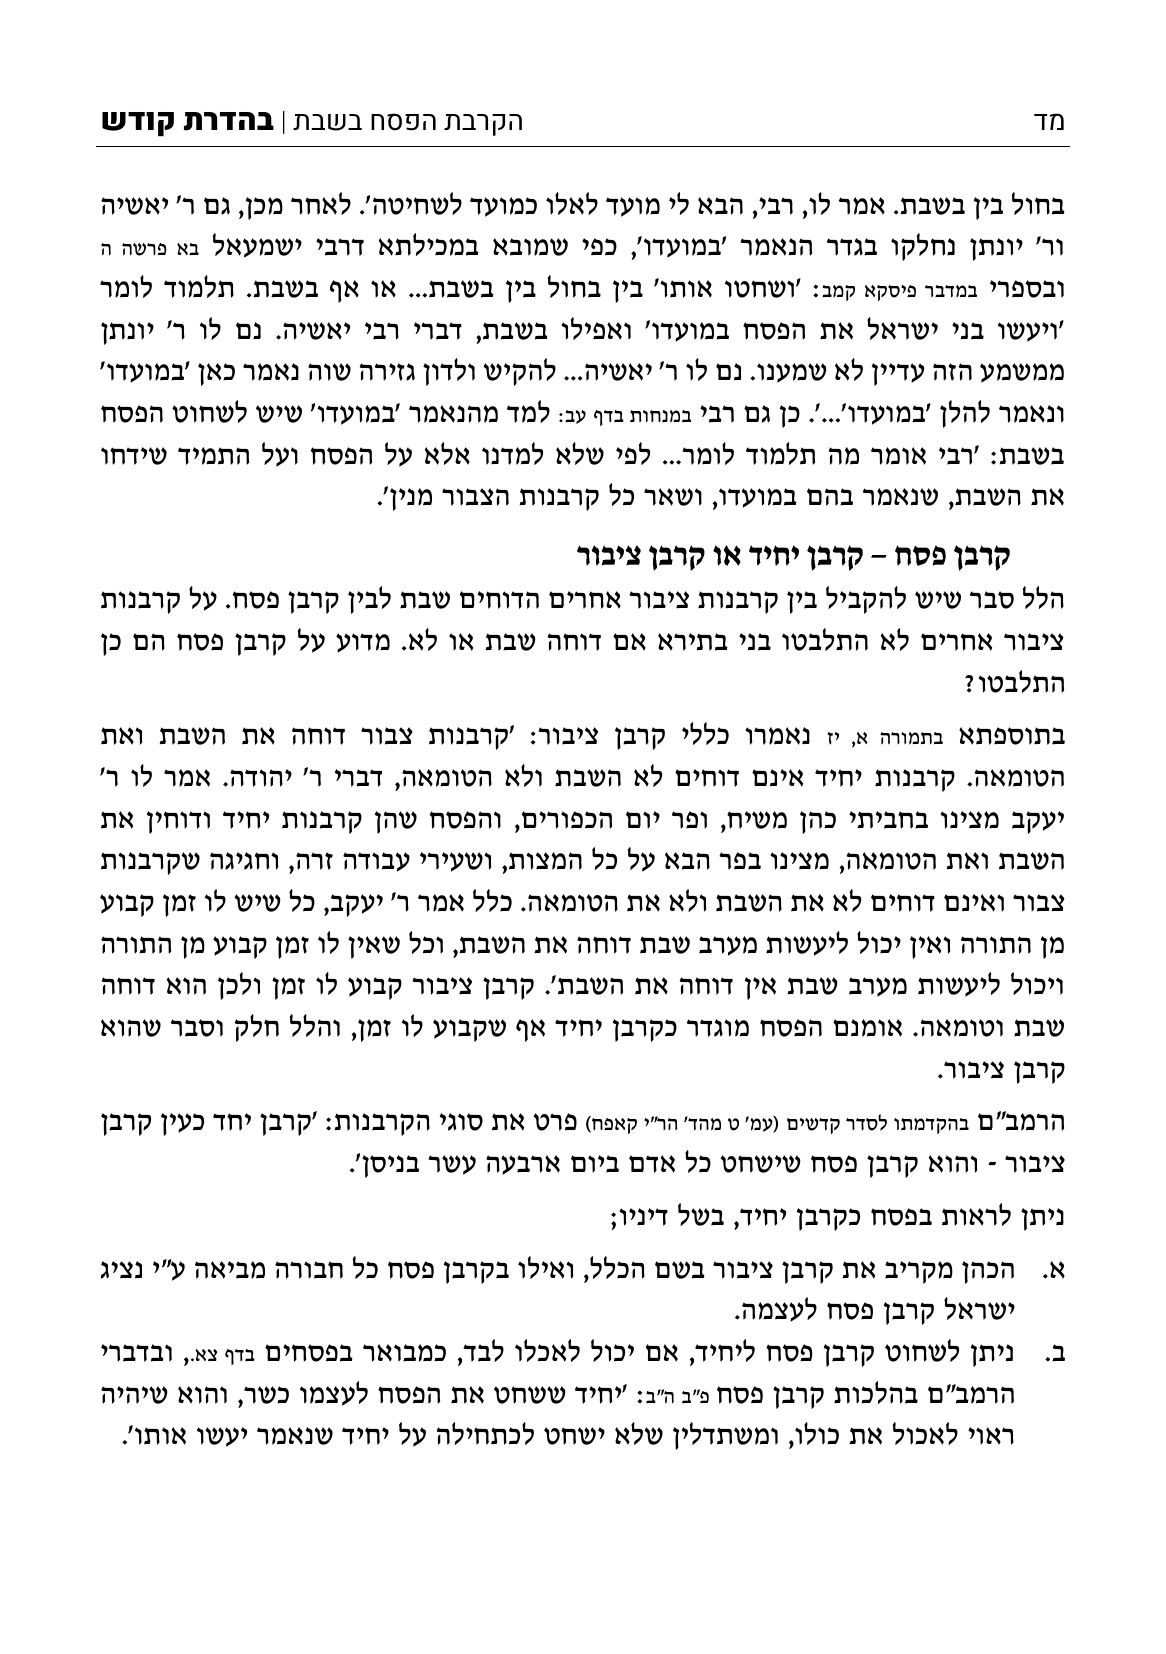 מד הקרבת הפסח בשבת | בהדרת קודש
בחול בין בשבת. אמר לו, רבי, הבא לי מועד לאלו כמועד לשחיטה'. לאחר מכן, גם ר' יאשיה
ור' יונתן נחלקו בגדר הנאמר 'במועדו', כפי שמובא במכילתא דרבי ישמעאל בא פרשה ה
ובספרי במדבר פיסקא קמב: 'ושחטו אותו' בין בחול בין בשבת... או אף בשבת. תלמוד לומר
'ויעשו בני ישראל את הפסח במועדו' ואפילו בשבת, דברי רבי יאשיה. נם לו ר' יונתן
ממשמע הזה עדיין לא שמענו. נם לו ר' יאשיה... להקיש ולדון גזירה שוה נאמר כאן 'במועדו'
ונאמר להלן 'במועדו'...'. כן גם רבי במנחות בדף עב: למד מהנאמר 'במועדו' שיש לשחוט הפסח
בשבת: 'רבי אומר מה תלמוד לומר... לפי שלא למדנו אלא על הפסח ועל התמיד שידחו
את השבת, שנאמר בהם במועדו, ושאר כל קרבנות הצבור מנין'.
קרבן פסח – קרבן יחיד או קרבן ציבור
הלל סבר שיש להקביל בין קרבנות ציבור אחרים הדוחים שבת לבין קרבן פסח. על קרבנות
ציבור אחרים לא התלבטו בני בתירא אם דוחה שבת או לא. מדוע על קרבן פסח הם כן
התלבטו?
בתוספתא בתמורה א, יז נאמרו כללי קרבן ציבור: 'קרבנות צבור דוחה את השבת ואת
הטומאה. קרבנות יחיד אינם דוחים לא השבת ולא הטומאה, דברי ר' יהודה. אמר לו ר'
יעקב מצינו בחביתי כהן משיח, ופר יום הכפורים, והפסח שהן קרבנות יחיד ודוחין את
השבת ואת הטומאה, מצינו בפר הבא על כל המצות, ושעירי עבודה זרה, וחגיגה שקרבנות
צבור ואינם דוחים לא את השבת ולא את הטומאה. כלל אמר ר' יעקב, כל שיש לו זמן קבוע
מן התורה ואין יכול ליעשות מערב שבת דוחה את השבת, וכל שאין לו זמן קבוע מן התורה
ויכול ליעשות מערב שבת אין דוחה את השבת'. קרבן ציבור קבוע לו זמן ולכן הוא דוחה
שבת וטומאה. אומנם הפסח מוגדר כקרבן יחיד אף שקבוע לו זמן, והלל חלק וסבר שהוא
קרבן ציבור.
הרמב"ם בהקדמתו לסדר קדשים (עמ' ט מהד' הר"י קאפח) פרט את סוגי הקרבנות: 'קרבן יחד כעין קרבן
ציבור - והוא קרבן פסח שישחט כל אדם ביום ארבעה עשר בניסן'.
ניתן לראות בפסח כקרבן יחיד, בשל דיניו;
א. הכהן מקריב את קרבן ציבור בשם הכלל, ואילו בקרבן פסח כל חבורה מביאה ע"י נציג
ישראל קרבן פסח לעצמה.
ב. ניתן לשחוט קרבן פסח ליחיד, אם יכול לאכלו לבד, כמבואר בפסחים בדף צא., ובדברי
הרמב"ם בהלכות קרבן פסח פ"ב ה"ב: 'יחיד ששחט את הפסח לעצמו כשר, והוא שיהיה
ראוי לאכול את כולו, ומשתדלין שלא ישחט לכתחילה על יחיד שנאמר יעשו אותו'.